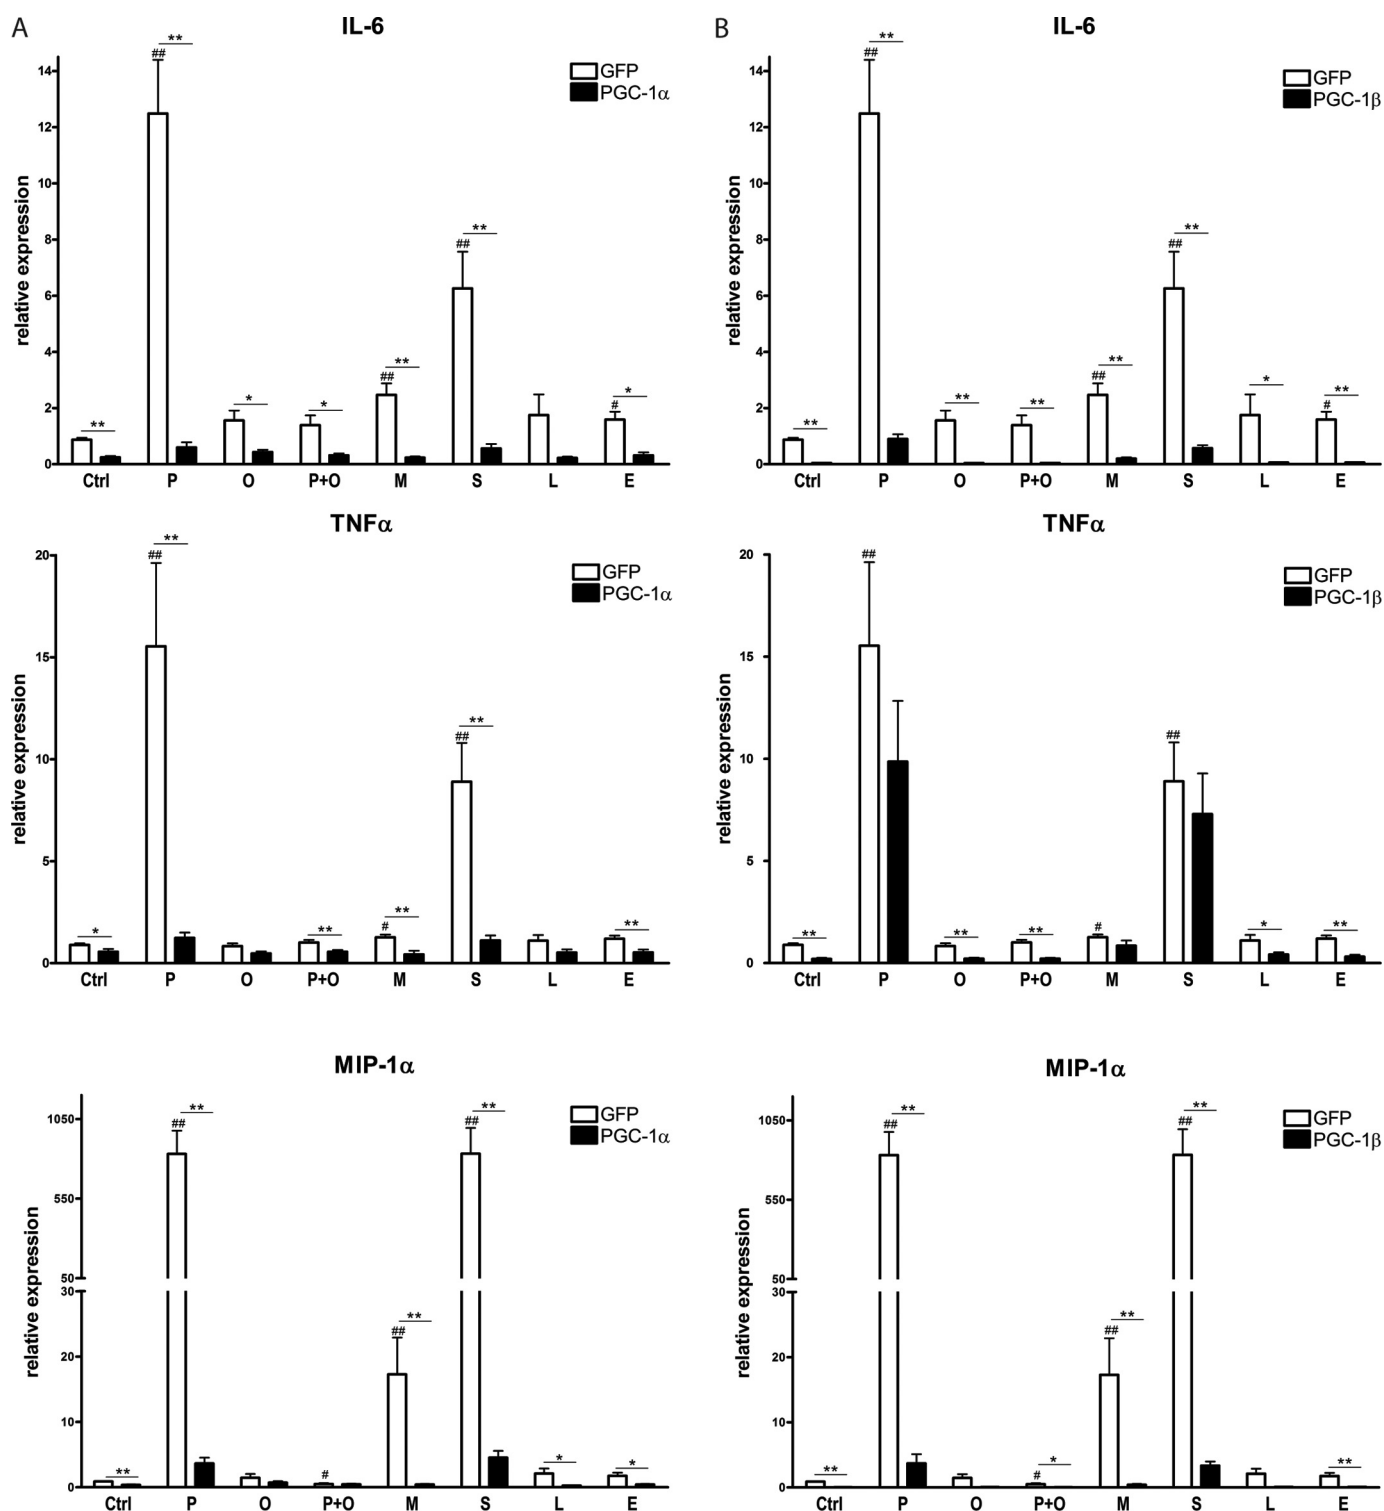 A
IL-6
GFP
PGC-1α
relative expression
14
12
10
8
6
4
2
0
## **
**
*
*
## **
## **
# *
Ctrl P O P+O M S L E
B
IL-6
GFP
PGC-1β
relative expression
14
12
10
8
6
4
2
0
**
## **
**
**
## **
## **
*
# **
Ctrl P O P+O M S L E
TNFα
GFP
PGC-1α
relative expression
20
15
10
5
0
*
## **
**
# **
## **
**
Ctrl P O P+O M S L E
TNFα
GFP
PGC-1β
relative expression
20
15
10
5
0
**
##
**
**
#
##
*
**
Ctrl P O P+O M S L E
MIP-1α
GFP
PGC-1α
relative expression
1050
550
50
30
20
10
0
**
## **
#
## **
## **
*
*
Ctrl P O P+O M S L E
MIP-1α
GFP
PGC-1β
relative expression
1050
550
50
30
20
10
0
**
## **
# *
## **
## **
**
Ctrl P O P+O M S L E